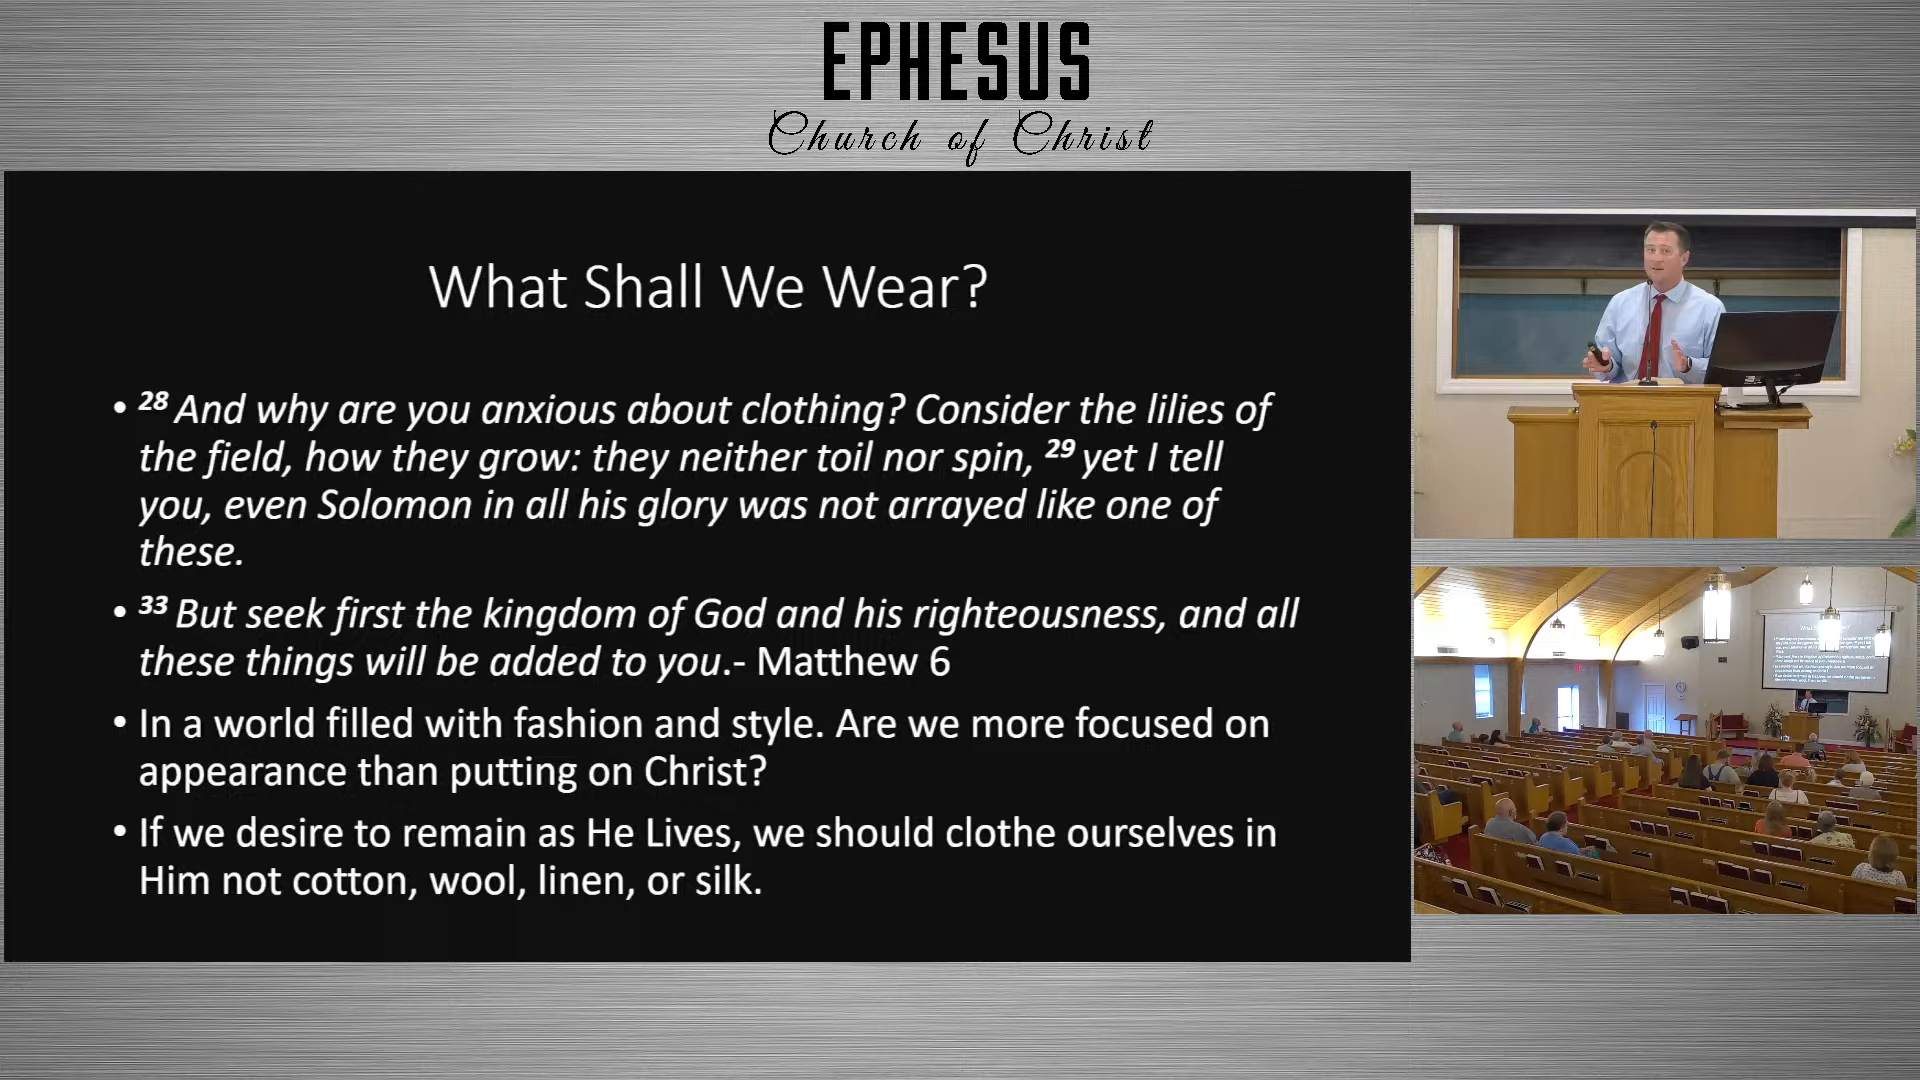 EPHESUS
Church of Christ
What Shall We Wear?
• 28 And why are you anxious about clothing? Consider the lilies of
the field, how they grow: they neither toil nor spin, 29 yet I tell
you, even Solomon in all his glory was not arrayed like one of
these.
• 33 But seek first the kingdom of God and his righteousness, and all
these things will be added to you.- Matthew 6
• In a world filled with fashion and style. Are we more focused on
appearance than putting on Christ?
• If we desire to remain as He Lives, we should clothe ourselves in
Him not cotton, wool, linen, or silk.